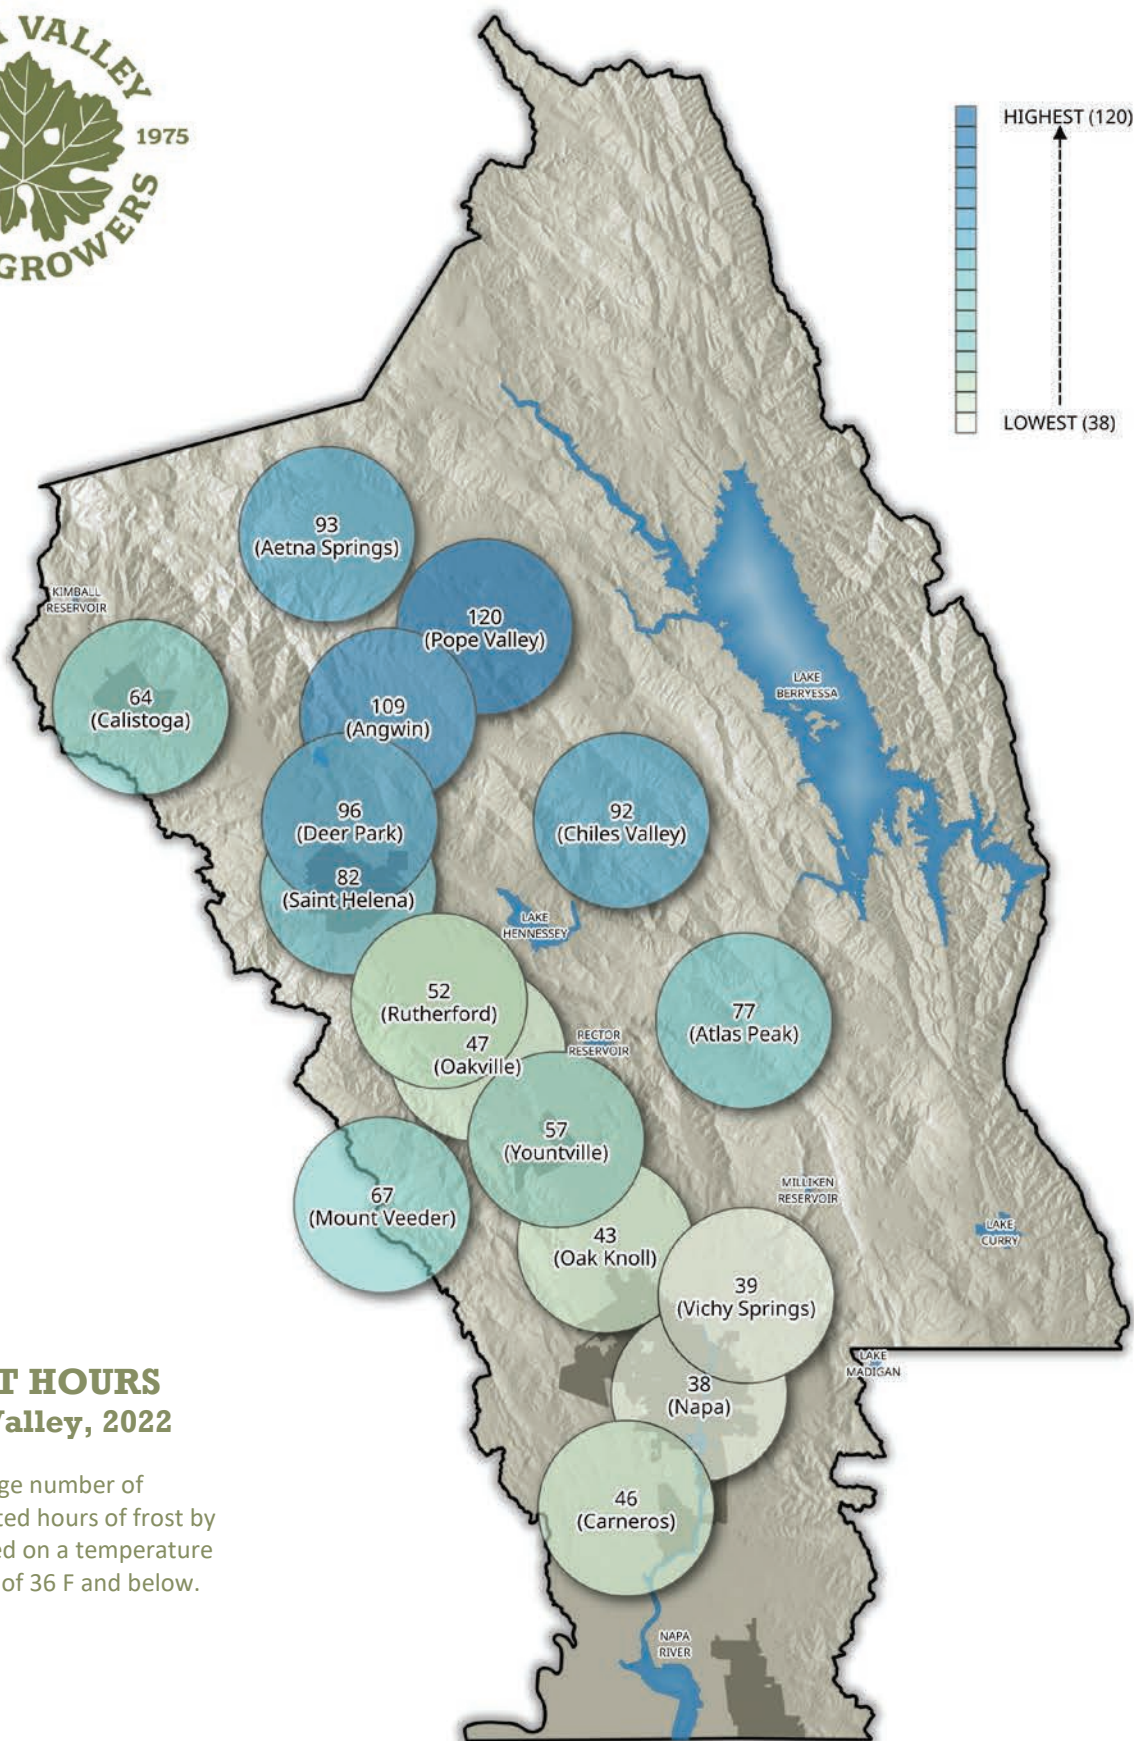 VALLEY
1975
GROWERS
HIGHEST (120)
LOWEST (38)
93
(Aetna Springs)
120
(Pope Valley)
KIMBALL
RESERVOIR
64
(Calistoga)
109
(Angwin)
LAKE
BERRYESSA
96
(Deer Park)
92
(Chiles Valley)
82
(Saint Helena)
LAKE
HENNESSEY
52
(Rutherford)
77
(Atlas Peak)
47
(Oakville)
RECTOR
RESERVOIR
57
(Yountville)
67
(Mount Veeder)
MILLIKEN
RESERVOIR
LAKE
CURRY
43
(Oak Knoll)
39
(Vichy Springs)
LAKE
MADIGAN
38
(Napa)
T HOURS
Valley, 2022
ge number of
ted hours of frost by
ed on a temperature
of 36 F and below.
46
(Carneros)
NAPA
RIVER